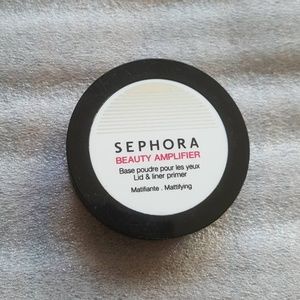 SEPHORA
BEAUTY AMPLIFIER
Base poudre pour les yeux
Lid & liner primer
Matifiante . Mattifying